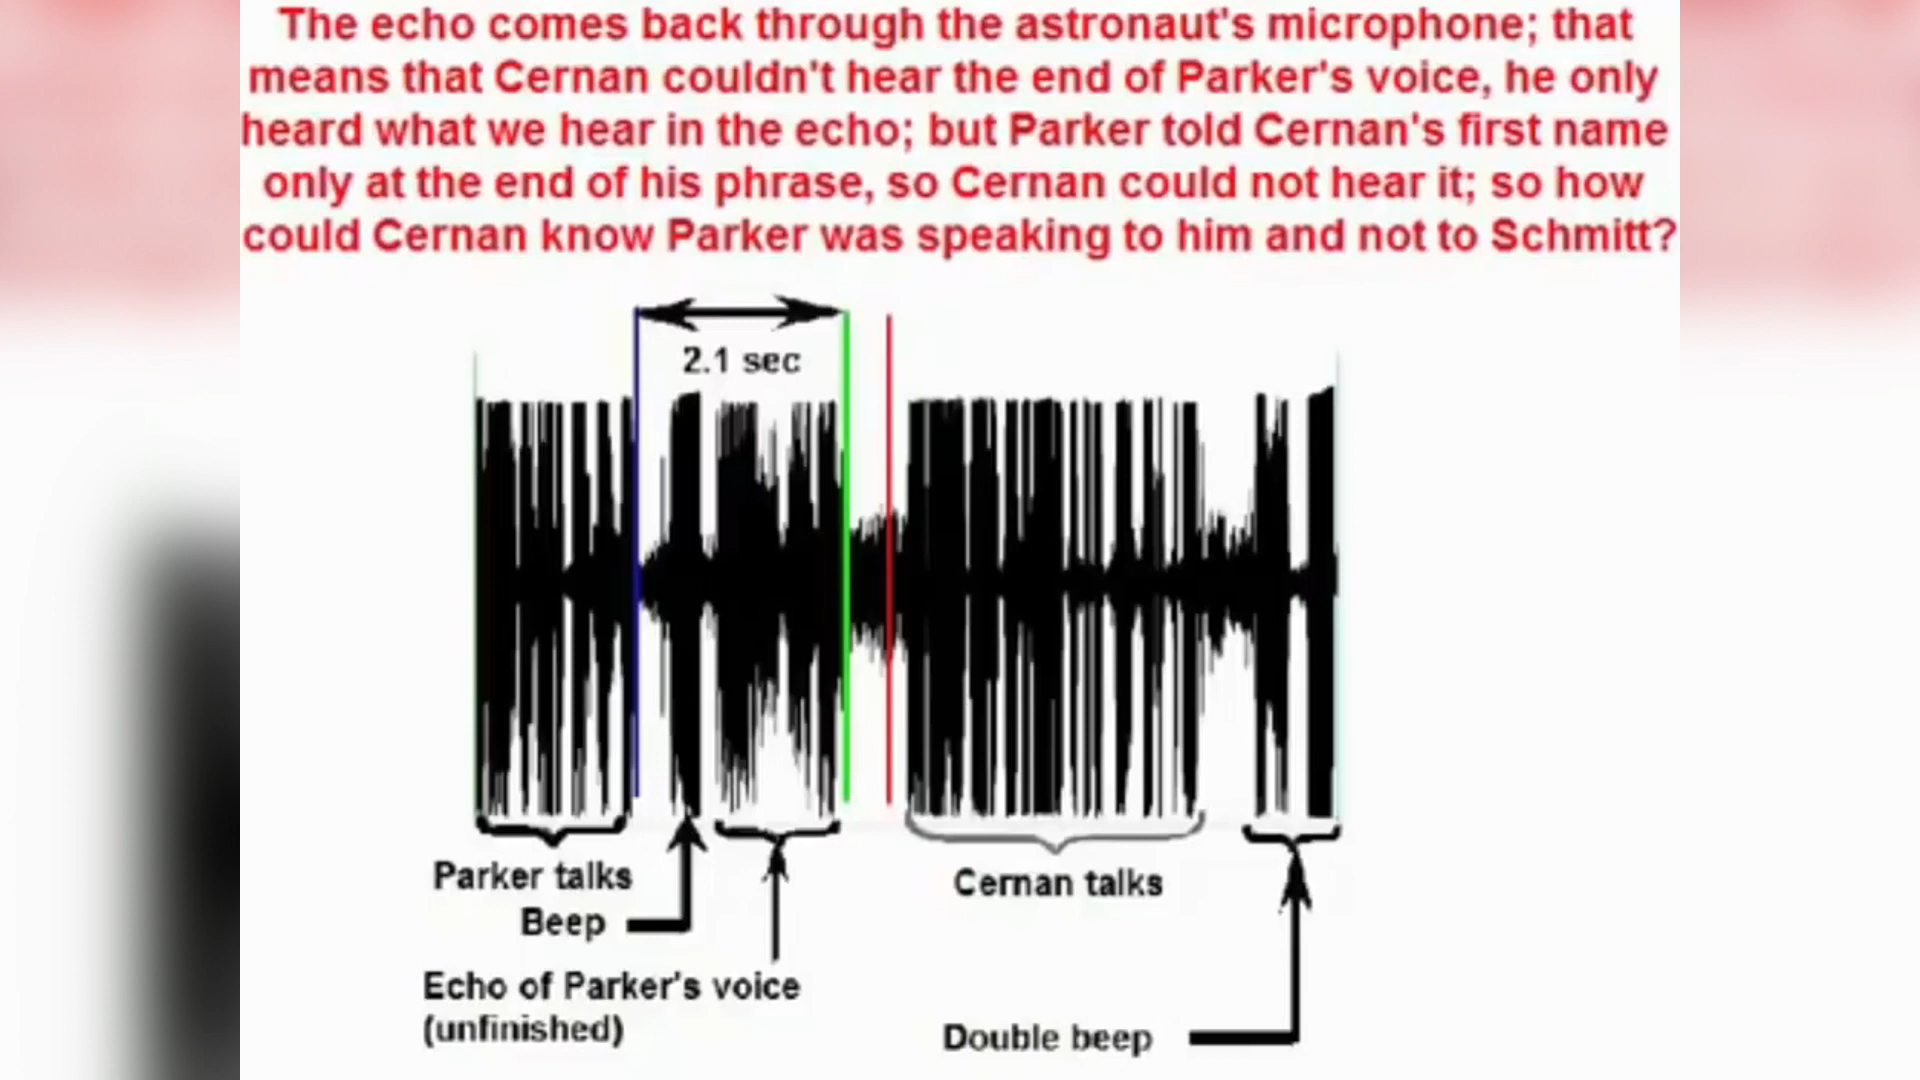 The echo comes back through the astronaut's microphone; that
means that Cernan couldn't hear the end of Parker's voice, he only
heard what we hear in the echo; but Parker told Cernan's first name
only at the end of his phrase, so Cernan could not hear it; so how
could Cernan know Parker was speaking to him and not to Schmitt?
2.1 sec
Parker talks
Cernan talks
Beep
Echo of Parker's voice
(unfinished)
Double beep